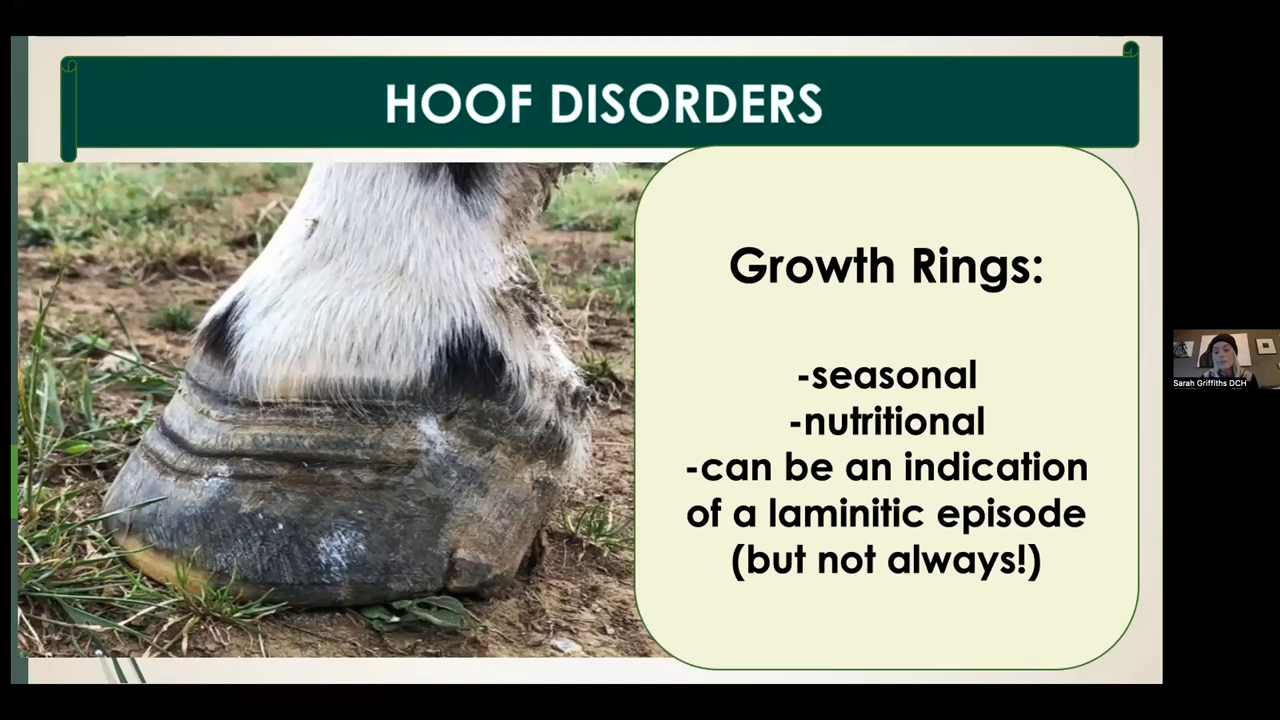 HOOF DISORDERS
Growth Rings:
-seasonal
-nutritional
-can be an indication
of a laminitic episode
(but not always!)
Sarah Griffiths DCH